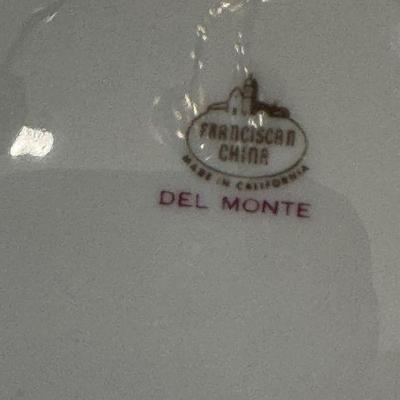 FRANCISCAN
CHINA
MADE IN CALIFORNIA
DEL MONTE